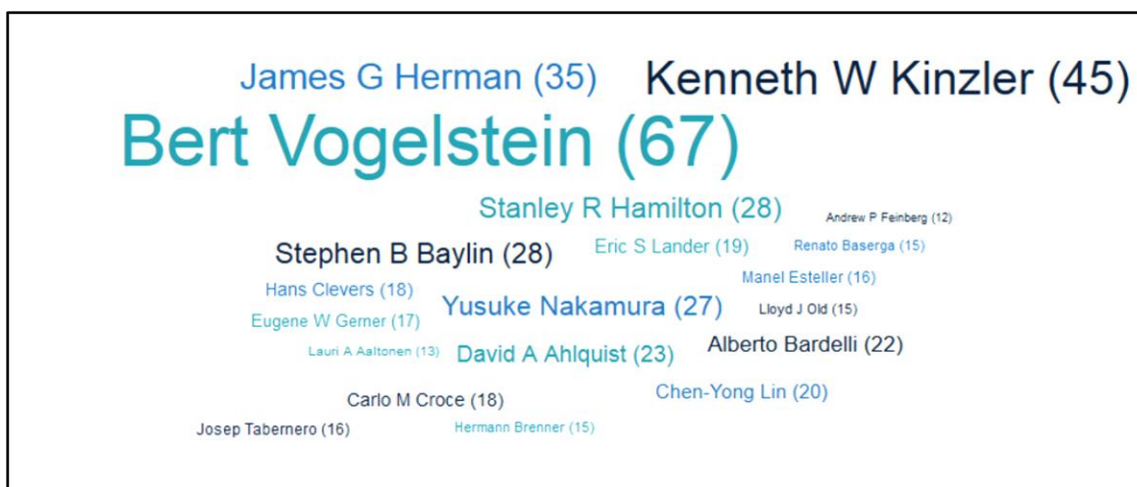 James G Herman (35)
Kenneth W Kinzler (45)
Bert Vogelstein (67)
Stanley R Hamilton (28)
Andrew P Feinberg (12)
Stephen B Baylin (28)
Eric S Lander (19)
Renato Baserga (15)
Manel Esteller (16)
Hans Clevers (18)
Yusuke Nakamura (27)
Lloyd J Old (15)
Eugene W Gerner (17)
Lauri A Aaltonen (13)
David A Ahlquist (23)
Alberto Bardelli (22)
Carlo M Croce (18)
Chen-Yong Lin (20)
Josep Tabernero (16)
Hermann Brenner (15)